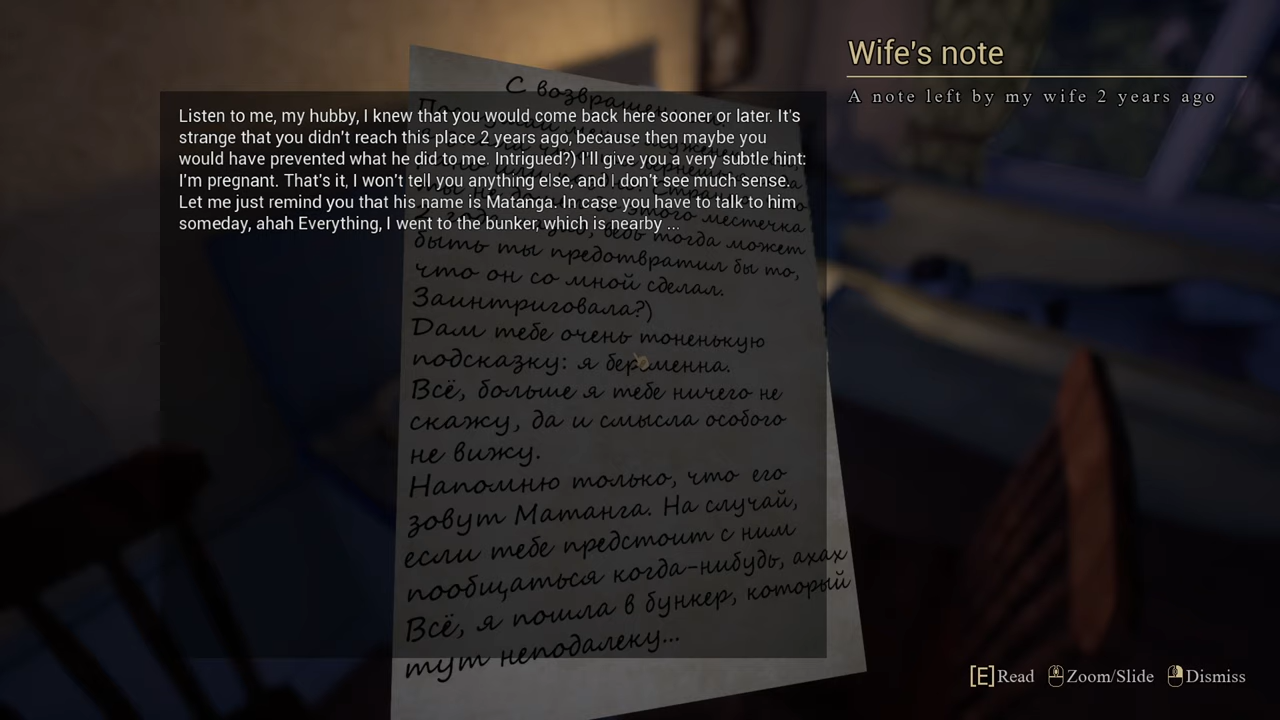 Wife's note
A note left by my wife 2 years ago
Listen to me, my hubby, I knew that you would come back here sooner or later. It's
strange that you didn't reach this place 2 years ago, because then maybe you
would have prevented what he did to me. Intrigued?) I'll give you a very subtle hint:
I'm pregnant. That's it, I won't tell you anything else, and I don't see much sense.
Let me just remind you that his name is Matanga. In case you have to talk to him
someday, ahah Everything, I went to the bunker, which is nearby ...
С
быть ты предотвратил бы то,
что он со мной сделал.
Заинтриговала?)
Дам тебе очень тоненькую
подсказку: я беременна.
Всё, больше я тебе ничего не
скажу, да и смысла особого
не вижу.
Напомню только, что его
зовут Матанга. На случай,
если тебе предстоит с ним
пообщаться когда-нибудь, ахах
Всё, я пошла в бункер, который
тут неподалеку...
[E]Read Zoom/Slide Dismiss